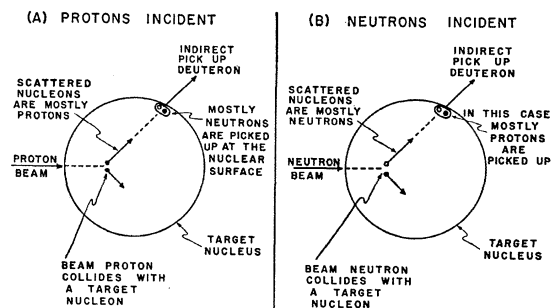 (A) PROTONS INCIDENT
INDIRECT
PICK UP
DEUTERON
SCATTERED
NUCLEONS
ARE MOSTLY
PROTONS
MOSTLY
NEUTRONS
ARE PICKED
UP AT THE
NUCLEAR
SURFACE
PROTON
BEAM
TARGET
NUCLEUS
BEAM PROTON
COLLIDES WITH
A TARGET
NUCLEON
(B) NEUTRONS INCIDENT
INDIRECT
PICK UP
DEUTERON
SCATTERED
NUCLEONS
ARE MOSTLY
NEUTRONS
IN THIS CASE
MOSTLY
PROTONS
ARE
PICKED UP
NEUTRON
BEAM
TARGET
NUCLEUS
BEAM NEUTRON
COLLIDES WITH
A TARGET
NUCLEON